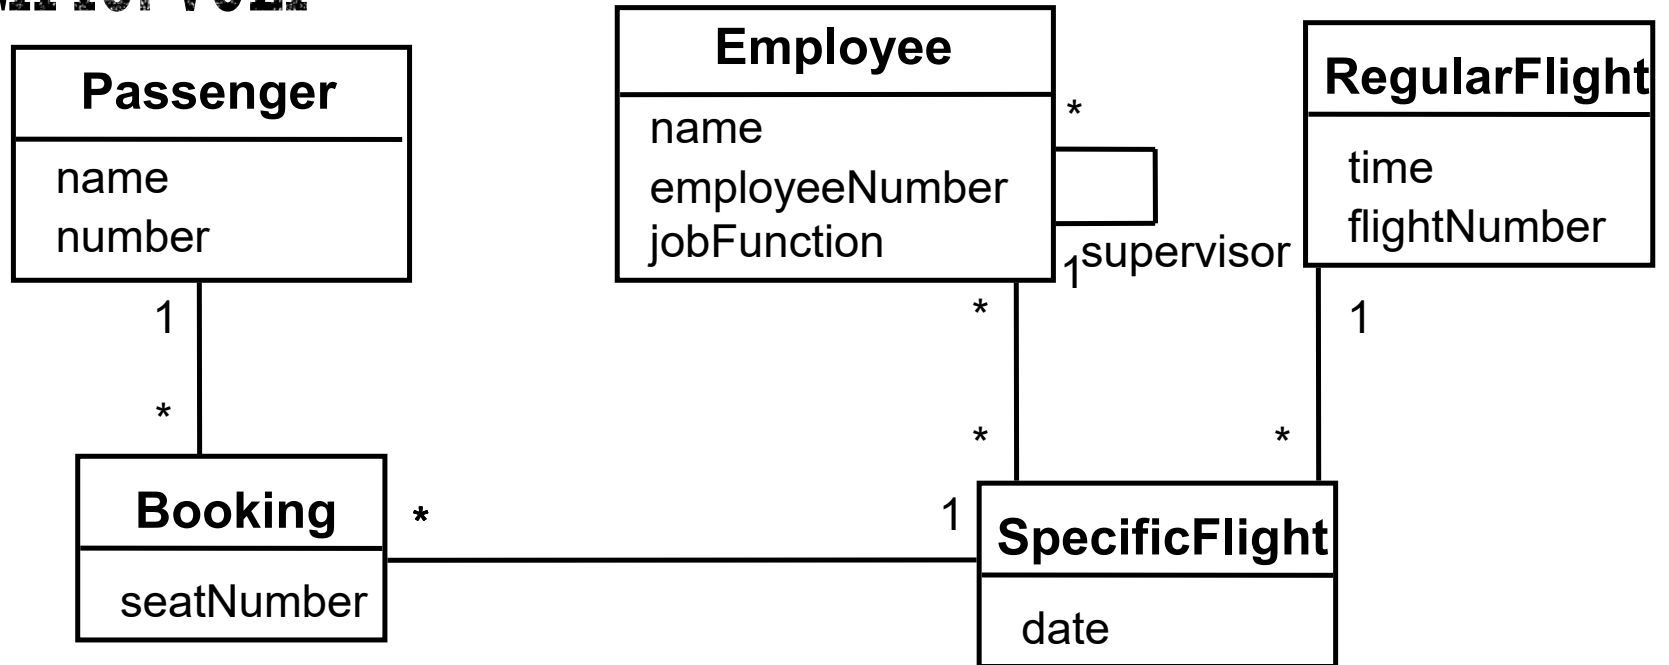 Passenger
name
number
Employee
name
employeeNumber
jobFunction
*
1
supervisor
RegularFlight
time
flightNumber
1
*
*
*
1
*
Booking
seatNumber
*
1
SpecificFlight
date